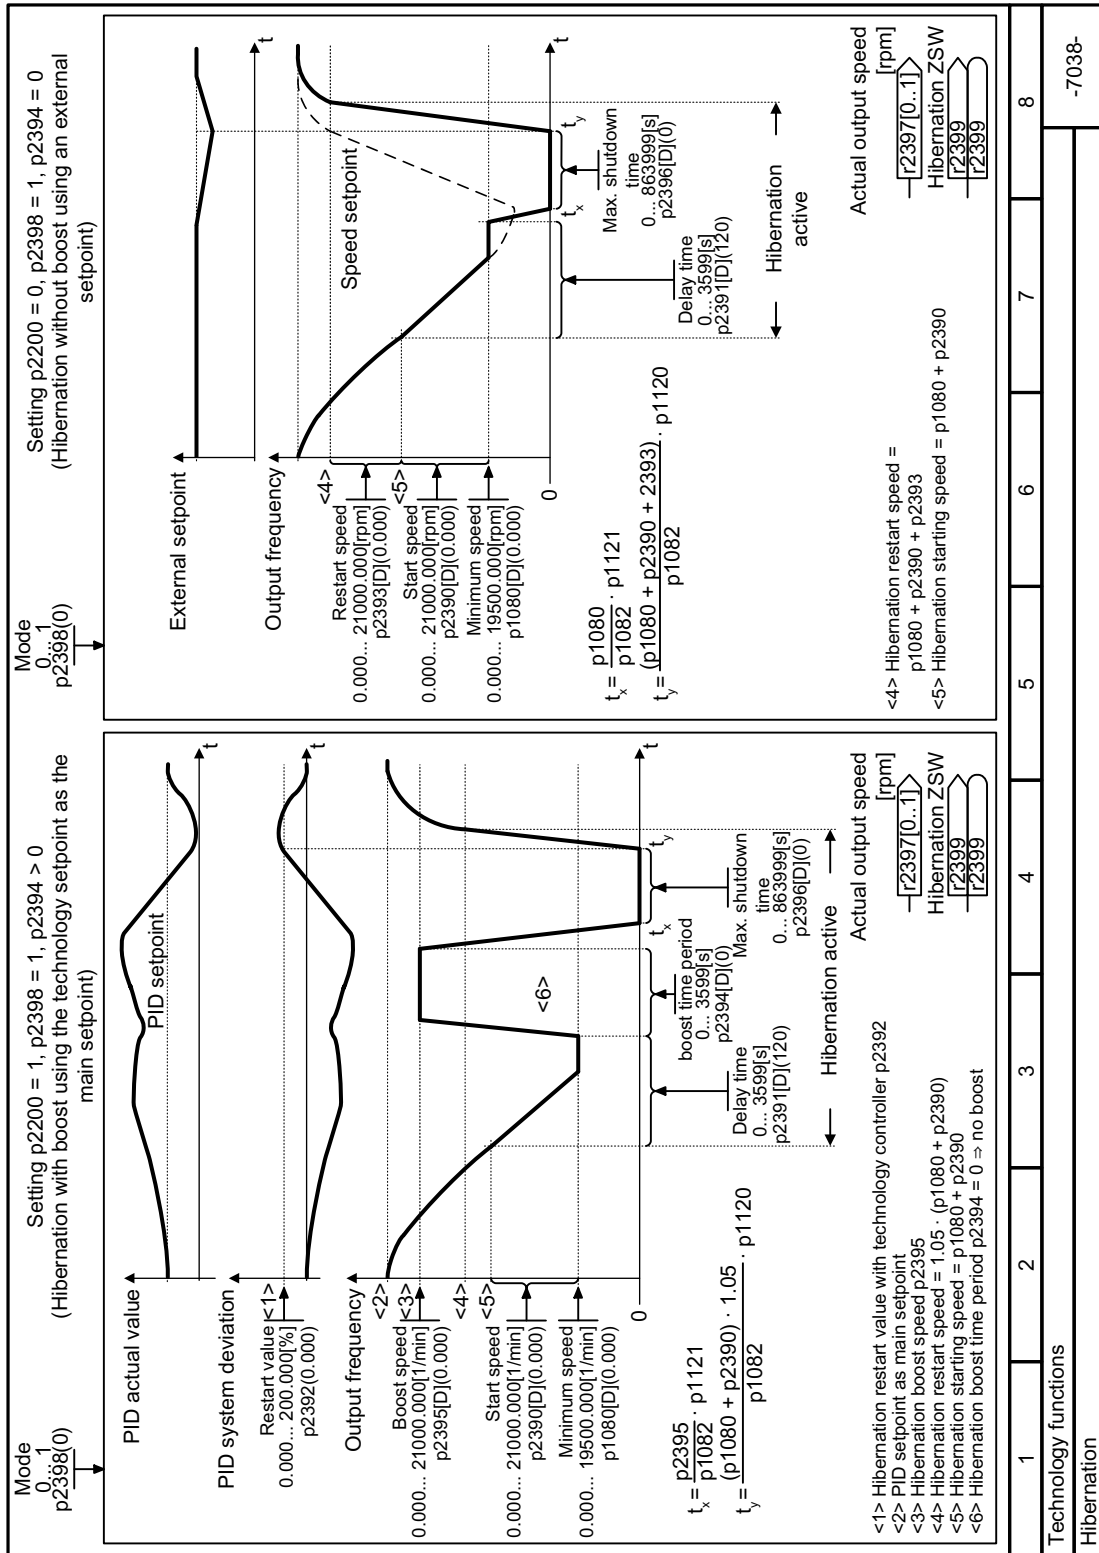 Mode
0...1
p2398(0)
Setting p2200 = 1, p2398 = 1, p2394 > 0
(Hibernation with boost using the technology setpoint as the
main setpoint)
PID actual value
PID setpoint
t
PID system deviation
<1>
Restart value
0.000... 200.000[%]
p2392(0.000)
t
Output frequency
<2>
<3>
Boost speed
0.000... 21000.000[1/min]
p2395[D](0.000)
<4>
<5>
Start speed
0.000... 21000.000[1/min]
p2390[D](0.000)
Minimum speed
0.000... 19500.000[1/min]
p1080[D](0.000)
0
<6>
tx
ty
t
Delay time
0... 3599[s]
p2391[D](120)
boost time period
0... 3599[s]
p2394[D](0)
Max. shutdown
time
0... 863999[s]
p2396[D](0)
Hibernation active
tx = p2395 / p1082 · p1121
ty = (p1080 + p2390) · 1.05 / p1082 · p1120
<1> Hibernation restart value with technology controller p2392
<2> PID setpoint as main setpoint
<3> Hibernation boost speed p2395
<4> Hibernation restart speed = 1.05 · (p1080 + p2390)
<5> Hibernation starting speed = p1080 + p2390
<6> Hibernation boost time period p2394 = 0 => no boost
Actual output speed
[rpm]
r2397[0..1]
Hibernation ZSW
r2399
r2399
Mode
0...1
p2398(0)
Setting p2200 = 0, p2398 = 1, p2394 = 0
(Hibernation without boost using an external
setpoint)
External setpoint
t
Output frequency
<4>
Restart speed
0.000... 21000.000[rpm]
p2393[D](0.000)
<5>
Start speed
0.000... 21000.000[rpm]
p2390[D](0.000)
Minimum speed
0.000... 19500.000[rpm]
p1080[D](0.000)
0
Speed setpoint
tx
ty
t
Delay time
0... 3599[s]
p2391[D](120)
Max. shutdown
time
0... 863999[s]
p2396[D](0)
Hibernation
active
tx = p1080 / p1082 · p1121
ty = (p1080 + p2390 + 2393) / p1082 · p1120
<4> Hibernation restart speed =
p1080 + p2390 + p2393
<5> Hibernation starting speed = p1080 + p2390
Actual output speed
[rpm]
r2397[0..1]
Hibernation ZSW
r2399
r2399
1 2 3 4 5 6 7 8
Technology functions
Hibernation
-7038-